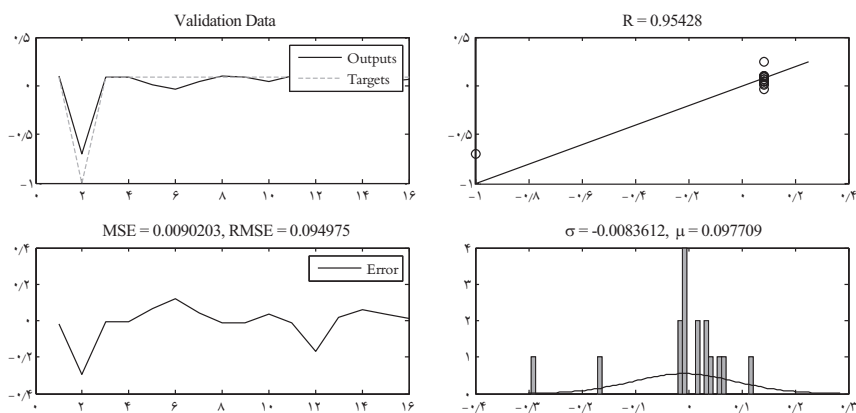 Validation Data
۰/۵
۰
-۰/۵
-۱
Outputs
Targets
۰ ۲ ۴ ۶ ۸ ۱۰ ۱۲ ۱۴ ۱۶
R = 0.95428
۰/۵
۰
-۰/۵
-۱
-۱ -۰/۸ -۰/۶ -۰/۴ -۰/۲ ۰ ۰/۲ ۰/۴
MSE = 0.0090203, RMSE = 0.094975
۰/۴
۰/۲
۰
-۰/۲
-۰/۴
Error
۰ ۲ ۴ ۶ ۸ ۱۰ ۱۲ ۱۴ ۱۶
σ = -0.0083612, μ = 0.097709
۴
۳
۲
۱
۰
-۰/۴ -۰/۳ -۰/۲ -۰/۱ ۰ ۰/۱ ۰/۲ ۰/۳